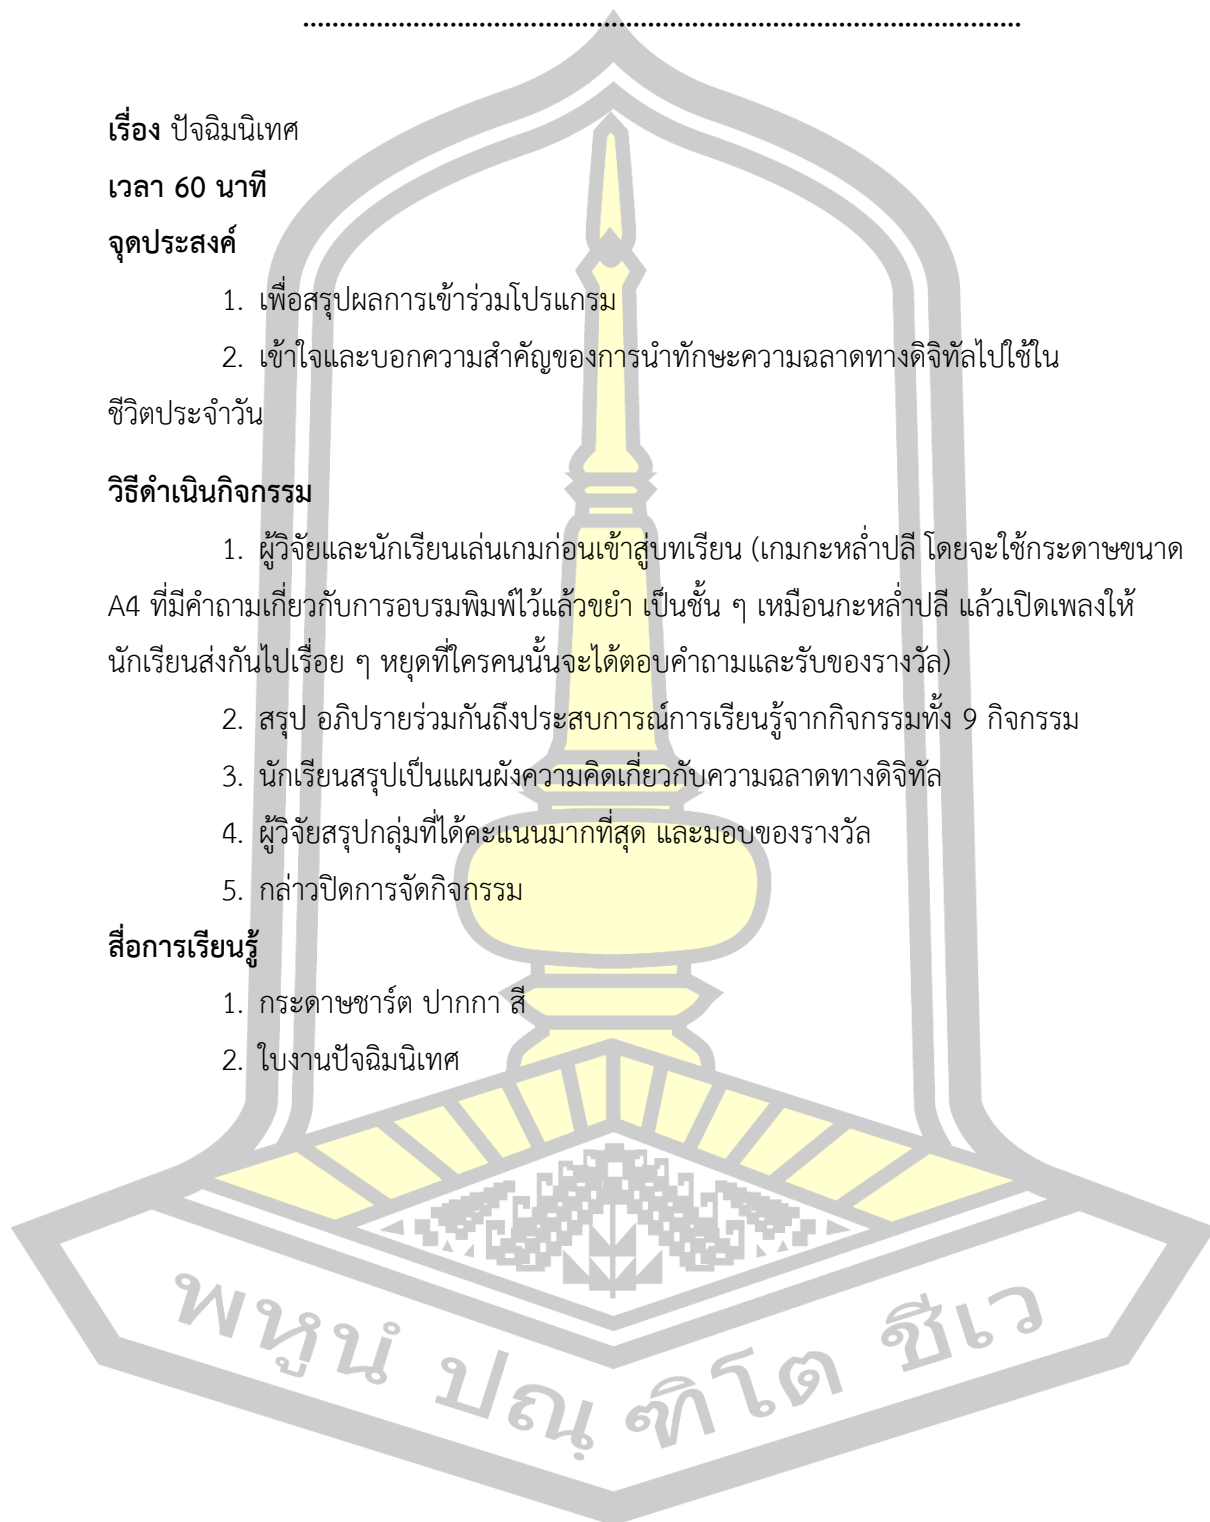 ..........................................................................................................
เรื่อง ปัจฉิมนิเทศ
เวลา 60 นาที
จุดประสงค์
1. เพื่อสรุปผลการเข้าร่วมโปรแกรม
2. เข้าใจและบอกความสำคัญของการนำทักษะความฉลาดทางดิจิทัลไปใช้ใน
ชีวิตประจำวัน
วิธีดำเนินกิจกรรม
1. ผู้วิจัยและนักเรียนเล่นเกมก่อนเข้าสู่บทเรียน (เกมกะหล่ำปลี โดยจะใช้กระดาษขนาด
A4 ที่มีคำถามเกี่ยวกับการอบรมพิมพ์ไว้แล้วขยำ เป็นชั้น ๆ เหมือนกะหล่ำปลี แล้วเปิดเพลงให้
นักเรียนส่งกันไปเรื่อย ๆ หยุดที่ใครคนนั้นจะได้ตอบคำถามและรับของรางวัล)
2. สรุป อภิปรายร่วมกันถึงประสบการณ์การเรียนรู้จากกิจกรรมทั้ง 9 กิจกรรม
3. นักเรียนสรุปเป็นแผนผังความคิดเกี่ยวกับความฉลาดทางดิจิทัล
4. ผู้วิจัยสรุปกลุ่มที่ได้คะแนนมากที่สุด และมอบของรางวัล
5. กล่าวปิดการจัดกิจกรรม
สื่อการเรียนรู้
1. กระดาษชาร์ต ปากกา สี
2. ใบงานปัจฉิมนิเทศ
พหูนํ ปณฺฑิโต ชีเว